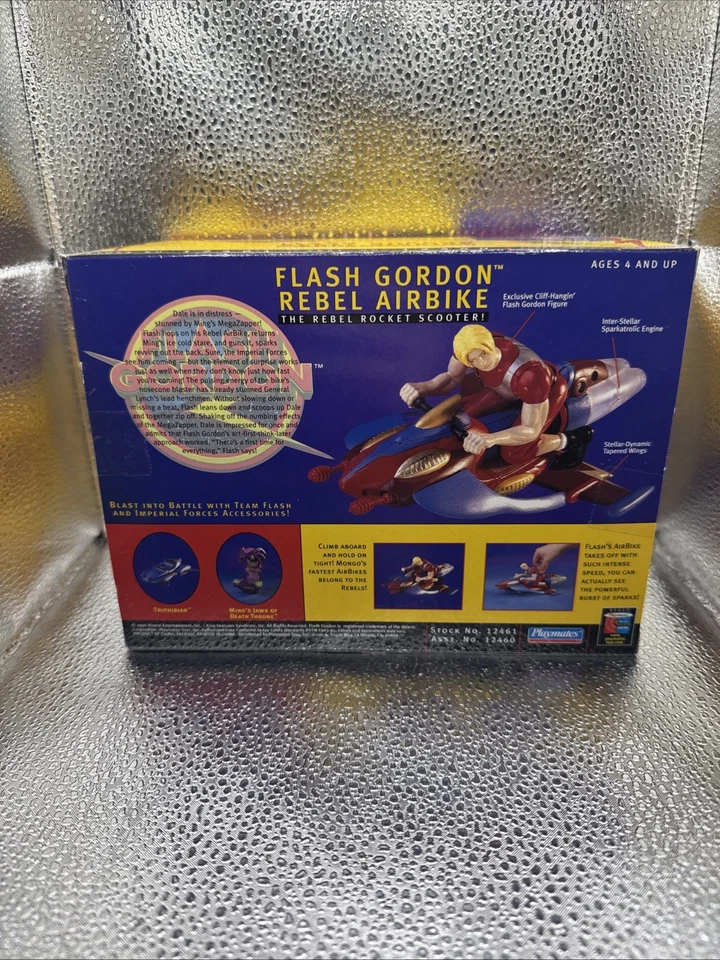 FLASH GORDON™
REBEL AIRBIKE
THE REBEL ROCKET SCOOTER!
AGES 4 AND UP
Exclusive Cliff-Hangin'
Flash Gordon Figure
Inter-Stellar
Sparkatrolic Engine
Stellar-Dynamic
Tapered Wings
Dale is in distress —
stunned by Ming's MegaZapper!
Flash hops on his Rebel AirBike, returns
Ming's ice cold stare, and guns it, sparks
revving out the back. Sure, the Imperial Forces
see him coming — but the element of surprise works
just as well when they don't know just how fast
you're coming! The pulsing energy of the bike's
nosecone blaster has already stunned General
Lynch's lead henchmen. Without slowing down or
missing a beat, Flash leans down and scoops up Dale
and together zip off. Shaking off the numbing effects
of the MegaZapper, Dale is impressed for once and
admits that Flash Gordon's act-first-think-later
approach worked. "There's a first time for
everything," Flash says!
™
BLAST INTO BATTLE WITH TEAM FLASH
AND IMPERIAL FORCES ACCESSORIES!
TRIPHIBIAN™
MING'S JAWS OF
DEATH THRONE™
CLIMB ABOARD
AND HOLD ON
TIGHT! MONGO'S
FASTEST AIRBIKES
BELONG TO THE
REBELS!
FLASH'S AIRBIKE
TAKES OFF WITH
SUCH INTENSE
SPEED, YOU CAN
ACTUALLY SEE
THE POWERFUL
BURST OF SPARKS!
STOCK NO. 12461
ASST. NO. 12460
Playmates